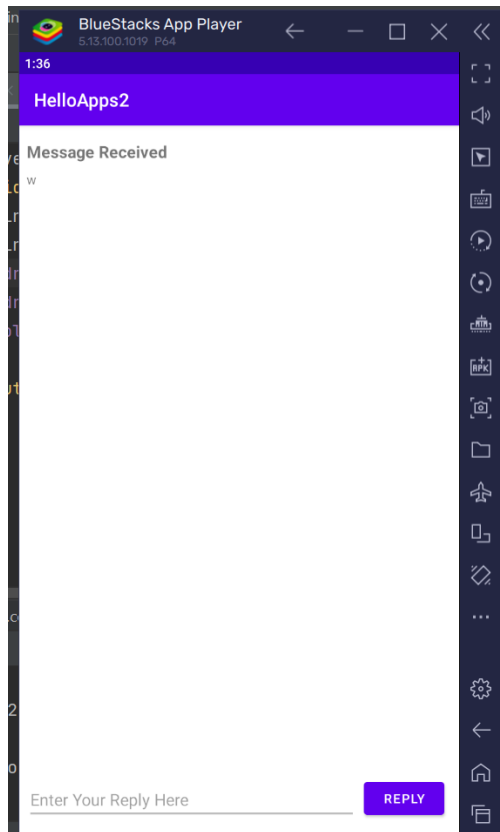 BlueStacks App Player
5.13.100.1019 P64
1:36
HelloApps2
Message Received
w
Enter Your Reply Here
REPLY